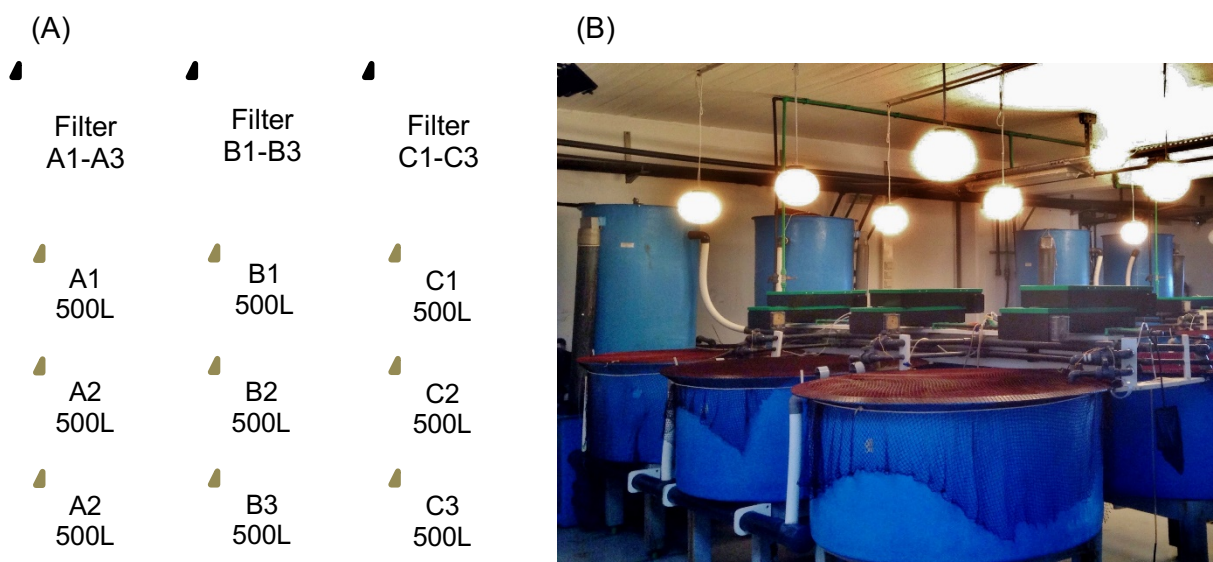 (A)
(B)
Filter
A1-A3
Filter
B1-B3
Filter
C1-C3
A1
500L
B1
500L
C1
500L
A2
500L
B2
500L
C2
500L
A2
500L
B3
500L
C3
500L